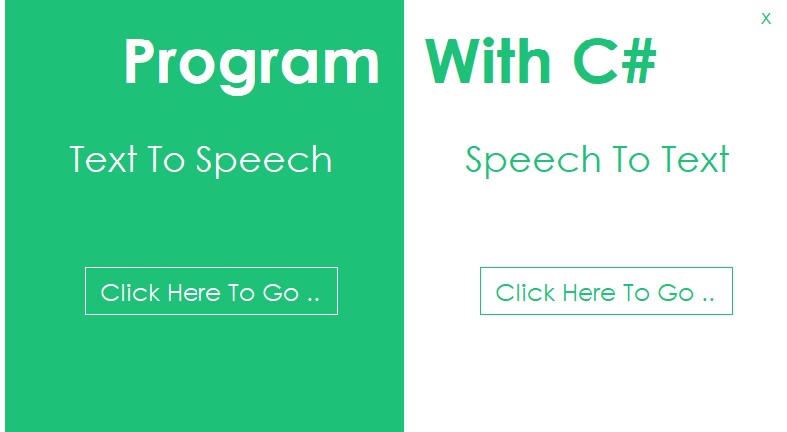 X
Program With C#
Text To Speech
Speech To Text
Click Here To Go ..
Click Here To Go ..